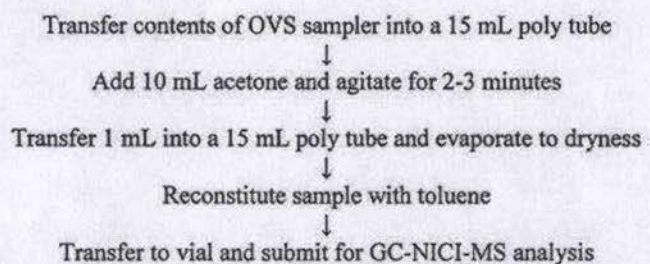 Transfer contents of OVS sampler into a 15 mL poly tube
↓
Add 10 mL acetone and agitate for 2-3 minutes
↓
Transfer 1 mL into a 15 mL poly tube and evaporate to dryness
↓
Reconstitute sample with toluene
↓
Transfer to vial and submit for GC-NICI-MS analysis